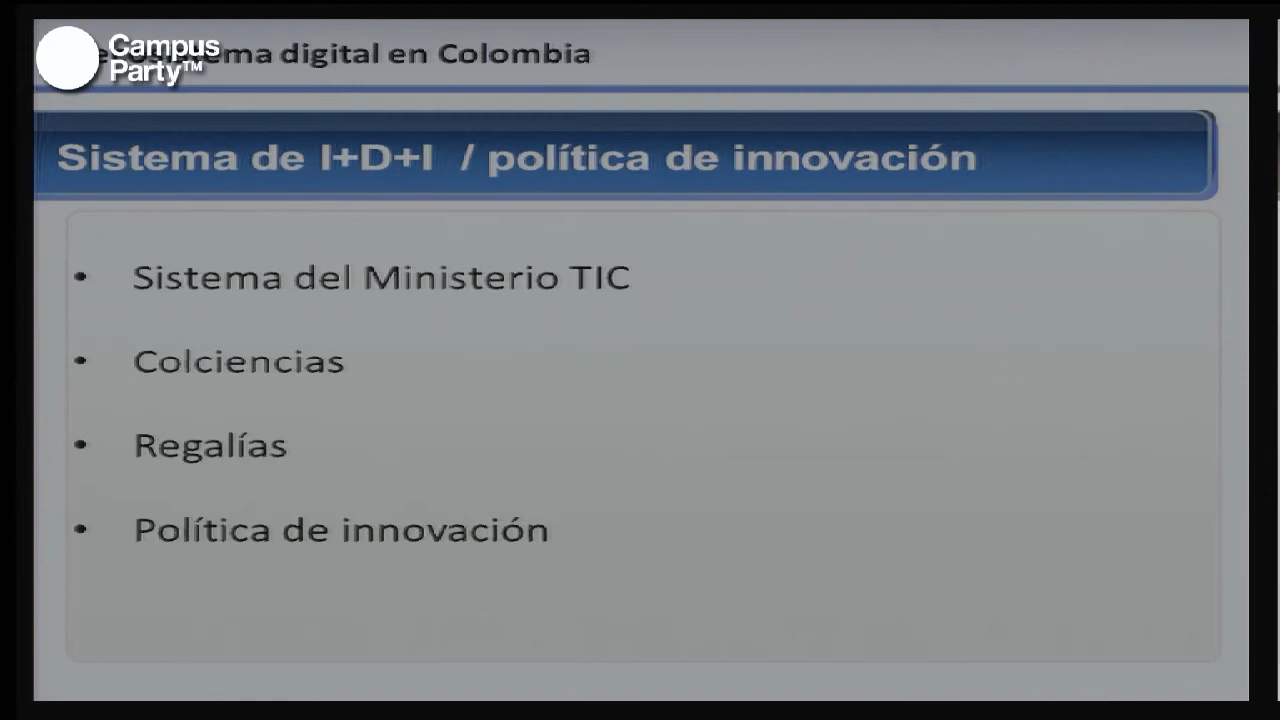 Campus
Party™
digital en Colombia
Sistema de I+D+I / política de innovación
• Sistema del Ministerio TIC
• Colciencias
• Regalías
• Política de innovación